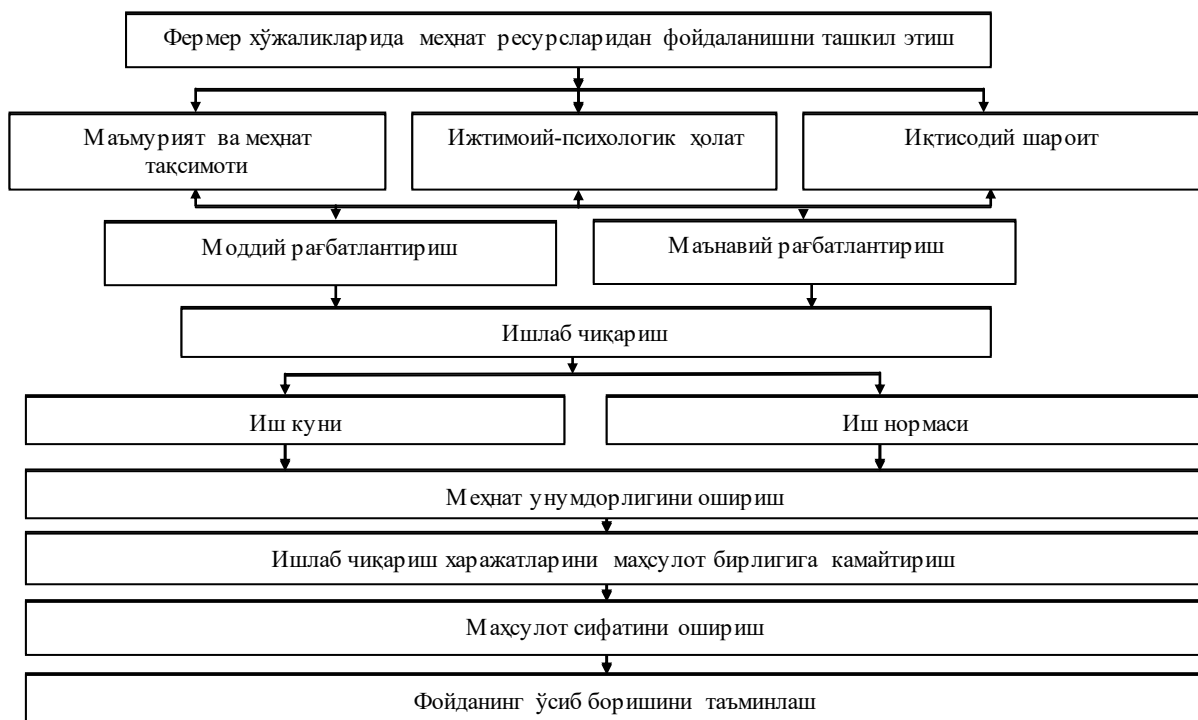 Фермер хўжаликларида меҳнат ресурсларидан фойдаланишни ташкил этиш
Маъмурият ва меҳнат
тақсимоти
Ижтимоий-психологик ҳолат
Иқтисодий шароит
Моддий рағбатлантириш
Маънавий рағбатлантириш
Ишлаб чиқариш
Иш куни
Иш нормаси
Меҳнат унумдорлигини ошириш
Ишлаб чиқариш харажатларини маҳсулот бирлигига камайтириш
Маҳсулот сифатини ошириш
Фойданинг ўсиб боришини таъминлаш